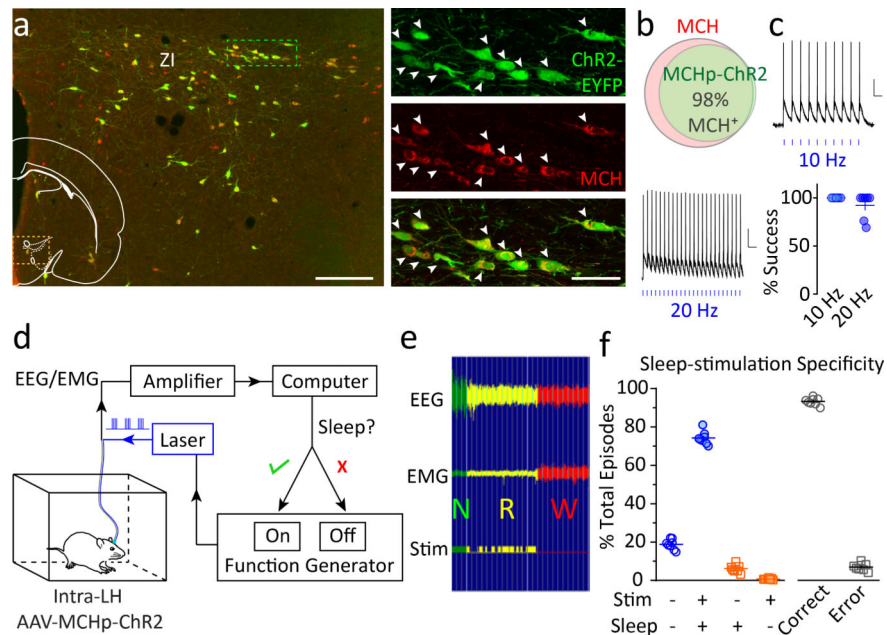 a
ZI
ChR2-
EYFP
MCH
b
MCH
MCHp-ChR2
98%
MCH⁺
c
10 Hz
20 Hz
% Success
100
50
0
10 Hz
20 Hz
d
EEG/EMG
Amplifier
Computer
Sleep?
✓
X
Laser
On
Off
Function Generator
Intra-LH
AAV-MCHp-ChR2
e
EEG
EMG
N
R
W
Stim
f
Sleep-stimulation Specificity
% Total Episodes
100
80
60
40
20
0
Stim - + - +
Sleep - + + -
Correct
Error